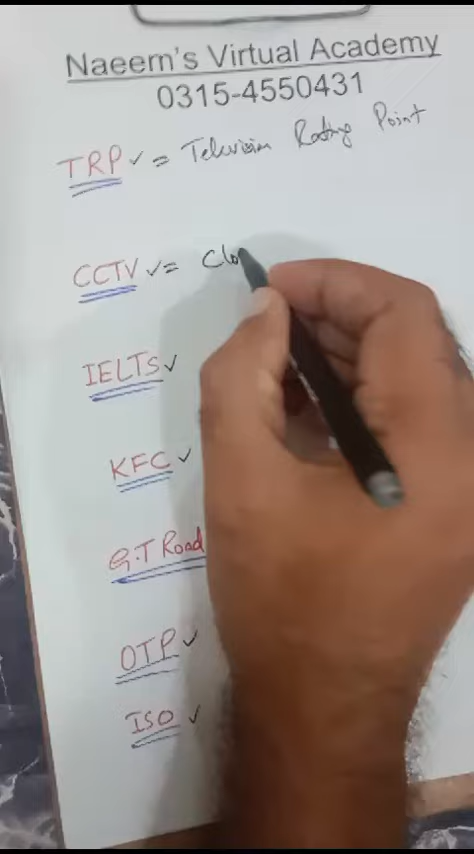 Naeem's Virtual Academy
0315-4550431
TRP ✓ = Television Rating Point
CCTV ✓ = Clo
IELTS ✓
KFC ✓
G.T Road
OTP ✓
ISO ✓